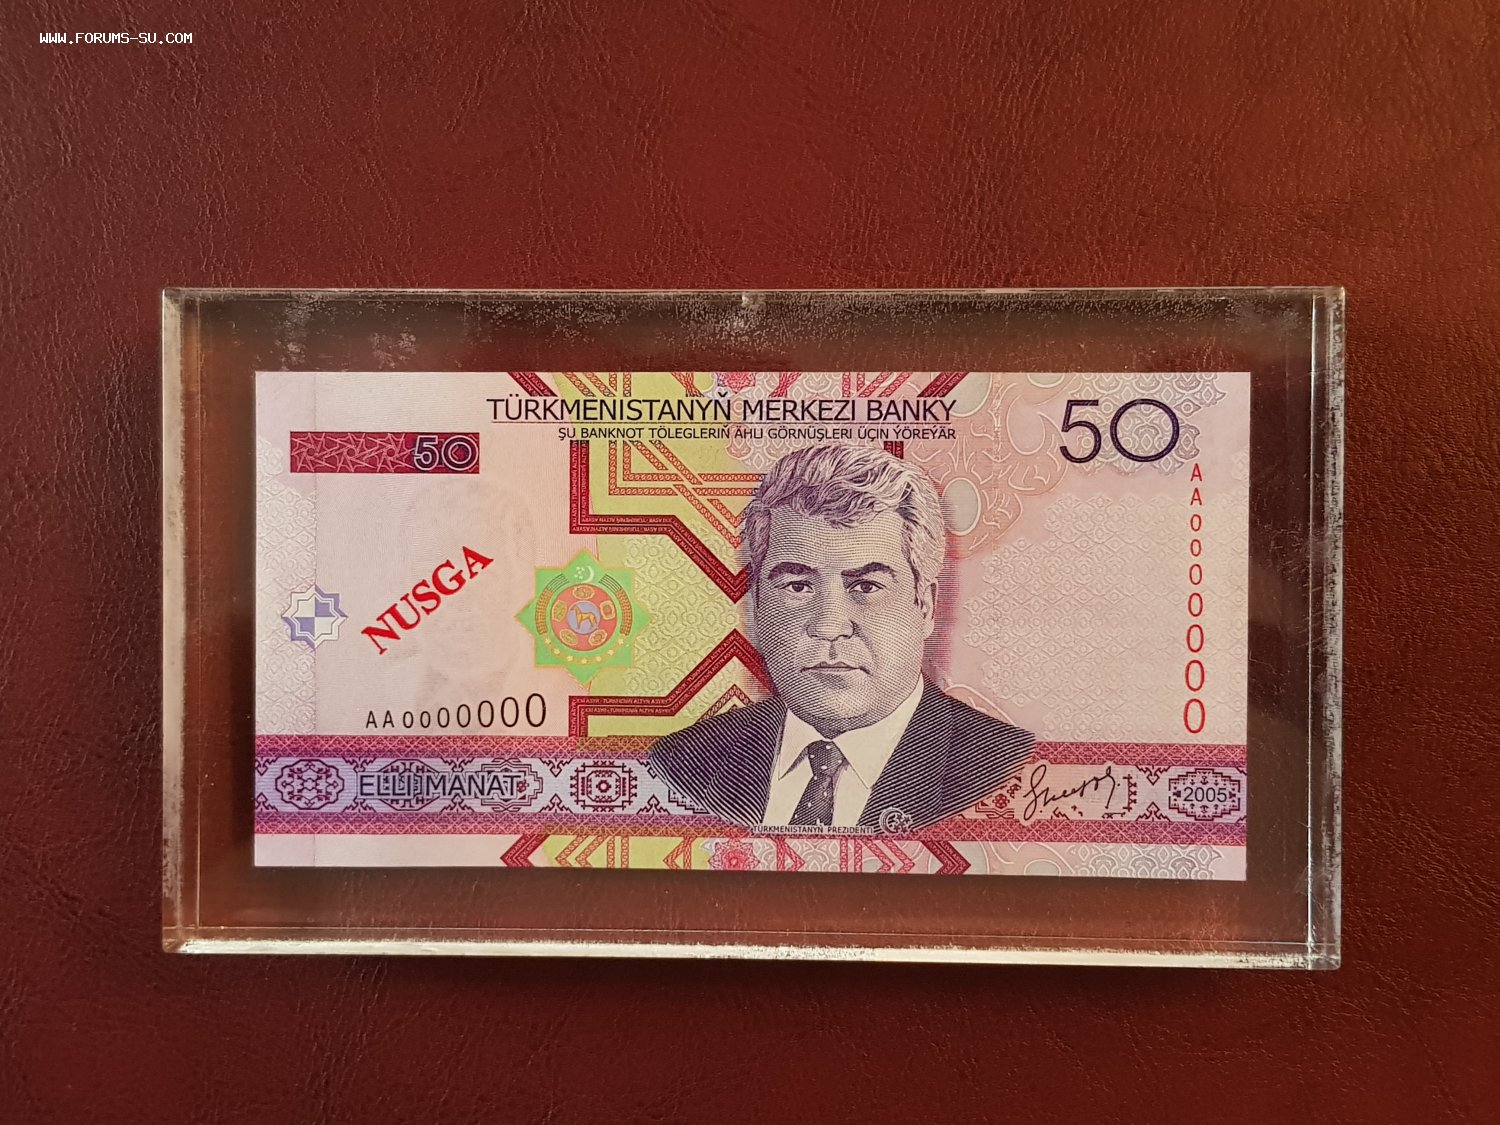 WWW.FORUMS-SU.COM
TÜRKMENISTANYŇ MERKEZI BANKY
ŞU BANKNOT TÖLEGLERIŇ ÄHLI GÖRNÜŞLERI ÜÇIN ÝÖREÝÄR
50
50
AA0000000
NUSGA
AA0000000
ELLI MANAT
TÜRKMENISTANYŇ PREZIDENTI
2005